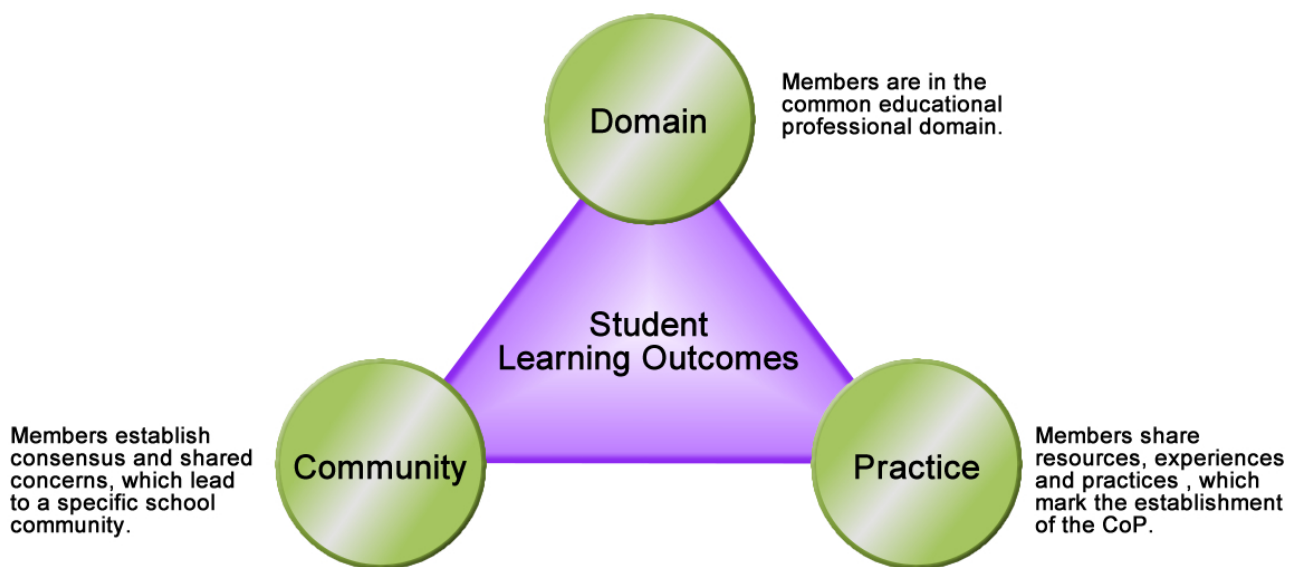 Domain
Members are in the
common educational
professional domain.
Student
Learning Outcomes
Community
Members establish
consensus and shared
concerns, which lead
to a specific school
community.
Practice
Members share
resources, experiences
and practices , which
mark the establishment
of the CoP.